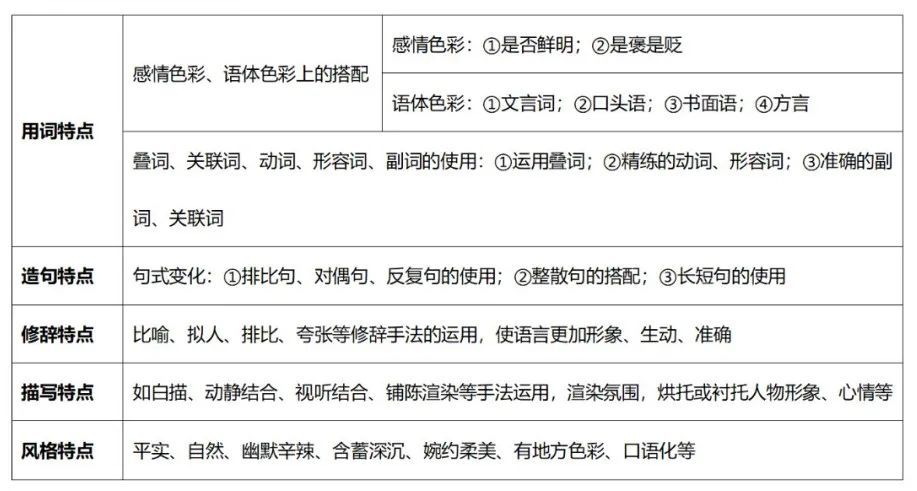 用词特点
感情色彩、语体色彩上的搭配
感情色彩：①是否鲜明；②是褒是贬
语体色彩：①文言词；②口头语；③书面语；④方言
叠词、关联词、动词、形容词、副词的使用：①运用叠词；②精练的动词、形容词；③准确的副
词、关联词
造句特点
句式变化：①排比句、对偶句、反复句的使用；②整散句的搭配；③长短句的使用
修辞特点
比喻、拟人、排比、夸张等修辞手法的运用，使语言更加形象、生动、准确
描写特点
如白描、动静结合、视听结合、铺陈渲染等手法运用，渲染氛围，烘托或衬托人物形象、心情等
风格特点
平实、自然、幽默辛辣、含蓄深沉、婉约柔美、有地方色彩、口语化等